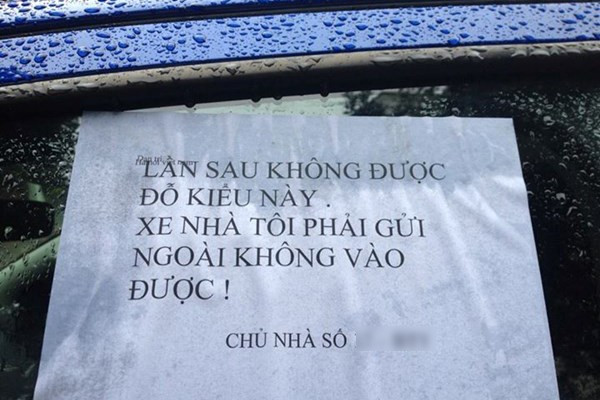 LẦN SAU KHÔNG ĐƯỢC
ĐỖ KIỂU NÀY .
XE NHÀ TÔI PHẢI GỬI
NGOÀI KHÔNG VÀO
ĐƯỢC !
CHỦ NHÀ SỐ